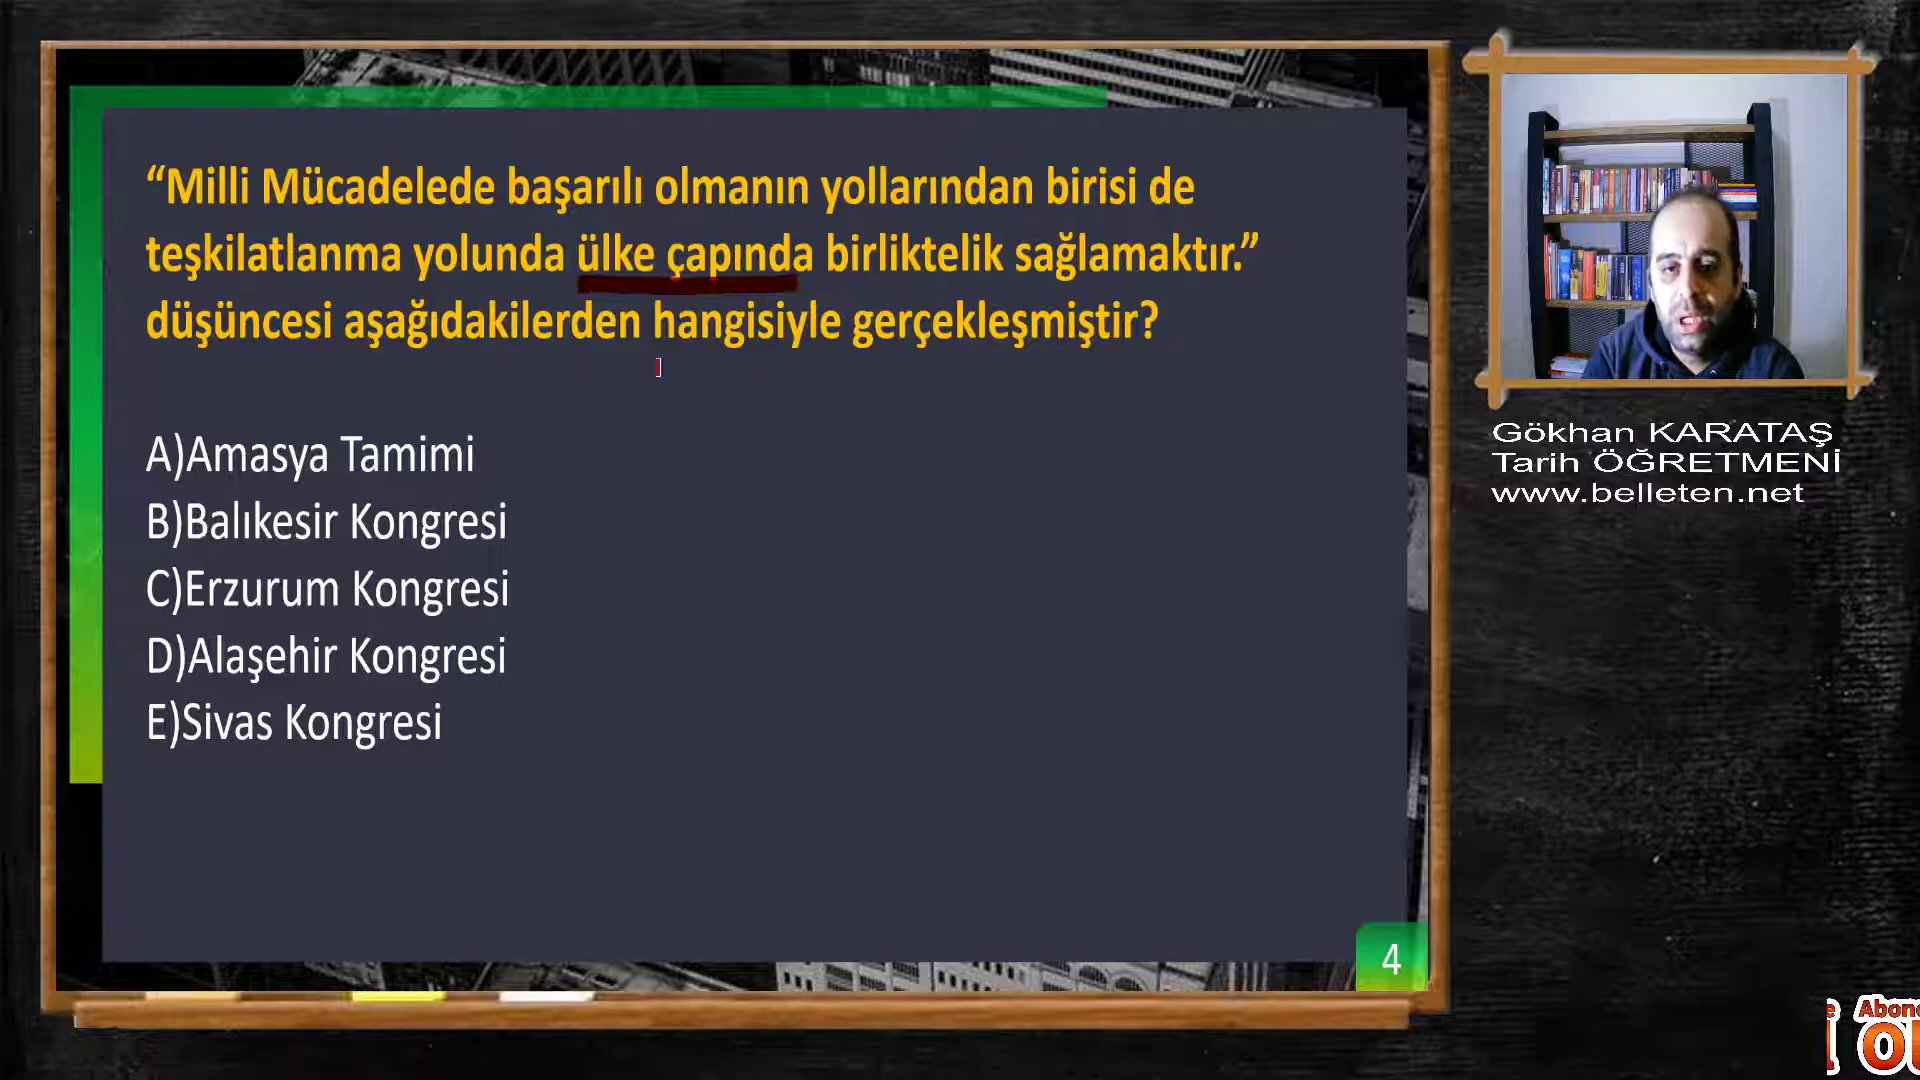 “Milli Mücadelede başarılı olmanın yollarından birisi de
teşkilatlanma yolunda ülke çapında birliktelik sağlamaktır.”
düşüncesi aşağıdakilerden hangisiyle gerçekleşmiştir?
A)Amasya Tamimi
B)Balıkesir Kongresi
C)Erzurum Kongresi
D)Alaşehir Kongresi
E)Sivas Kongresi
4
Gökhan KARATAŞ
Tarih ÖĞRETMENİ
www.belleten.net